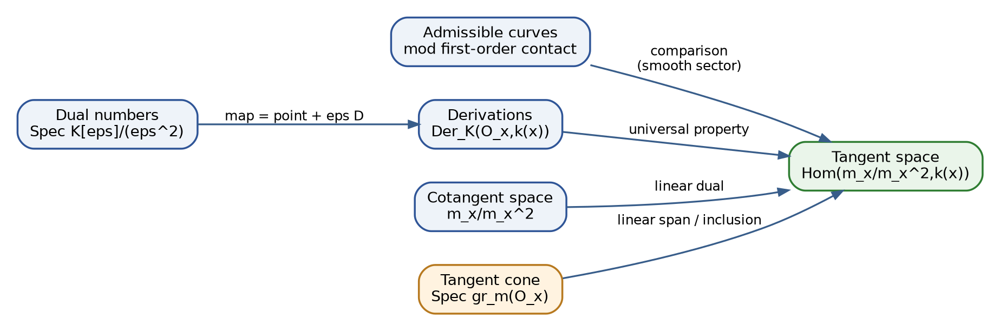 Admissible curves
mod first-order contact
comparison
(smooth sector)
Dual numbers
Spec K[eps]/(eps^2)
map = point + eps D
Derivations
Der_K(O_x,k(x))
universal property
Tangent space
Hom(m_x/m_x^2,k(x))
Cotangent space
m_x/m_x^2
linear dual
linear span / inclusion
Tangent cone
Spec gr_m(O_x)